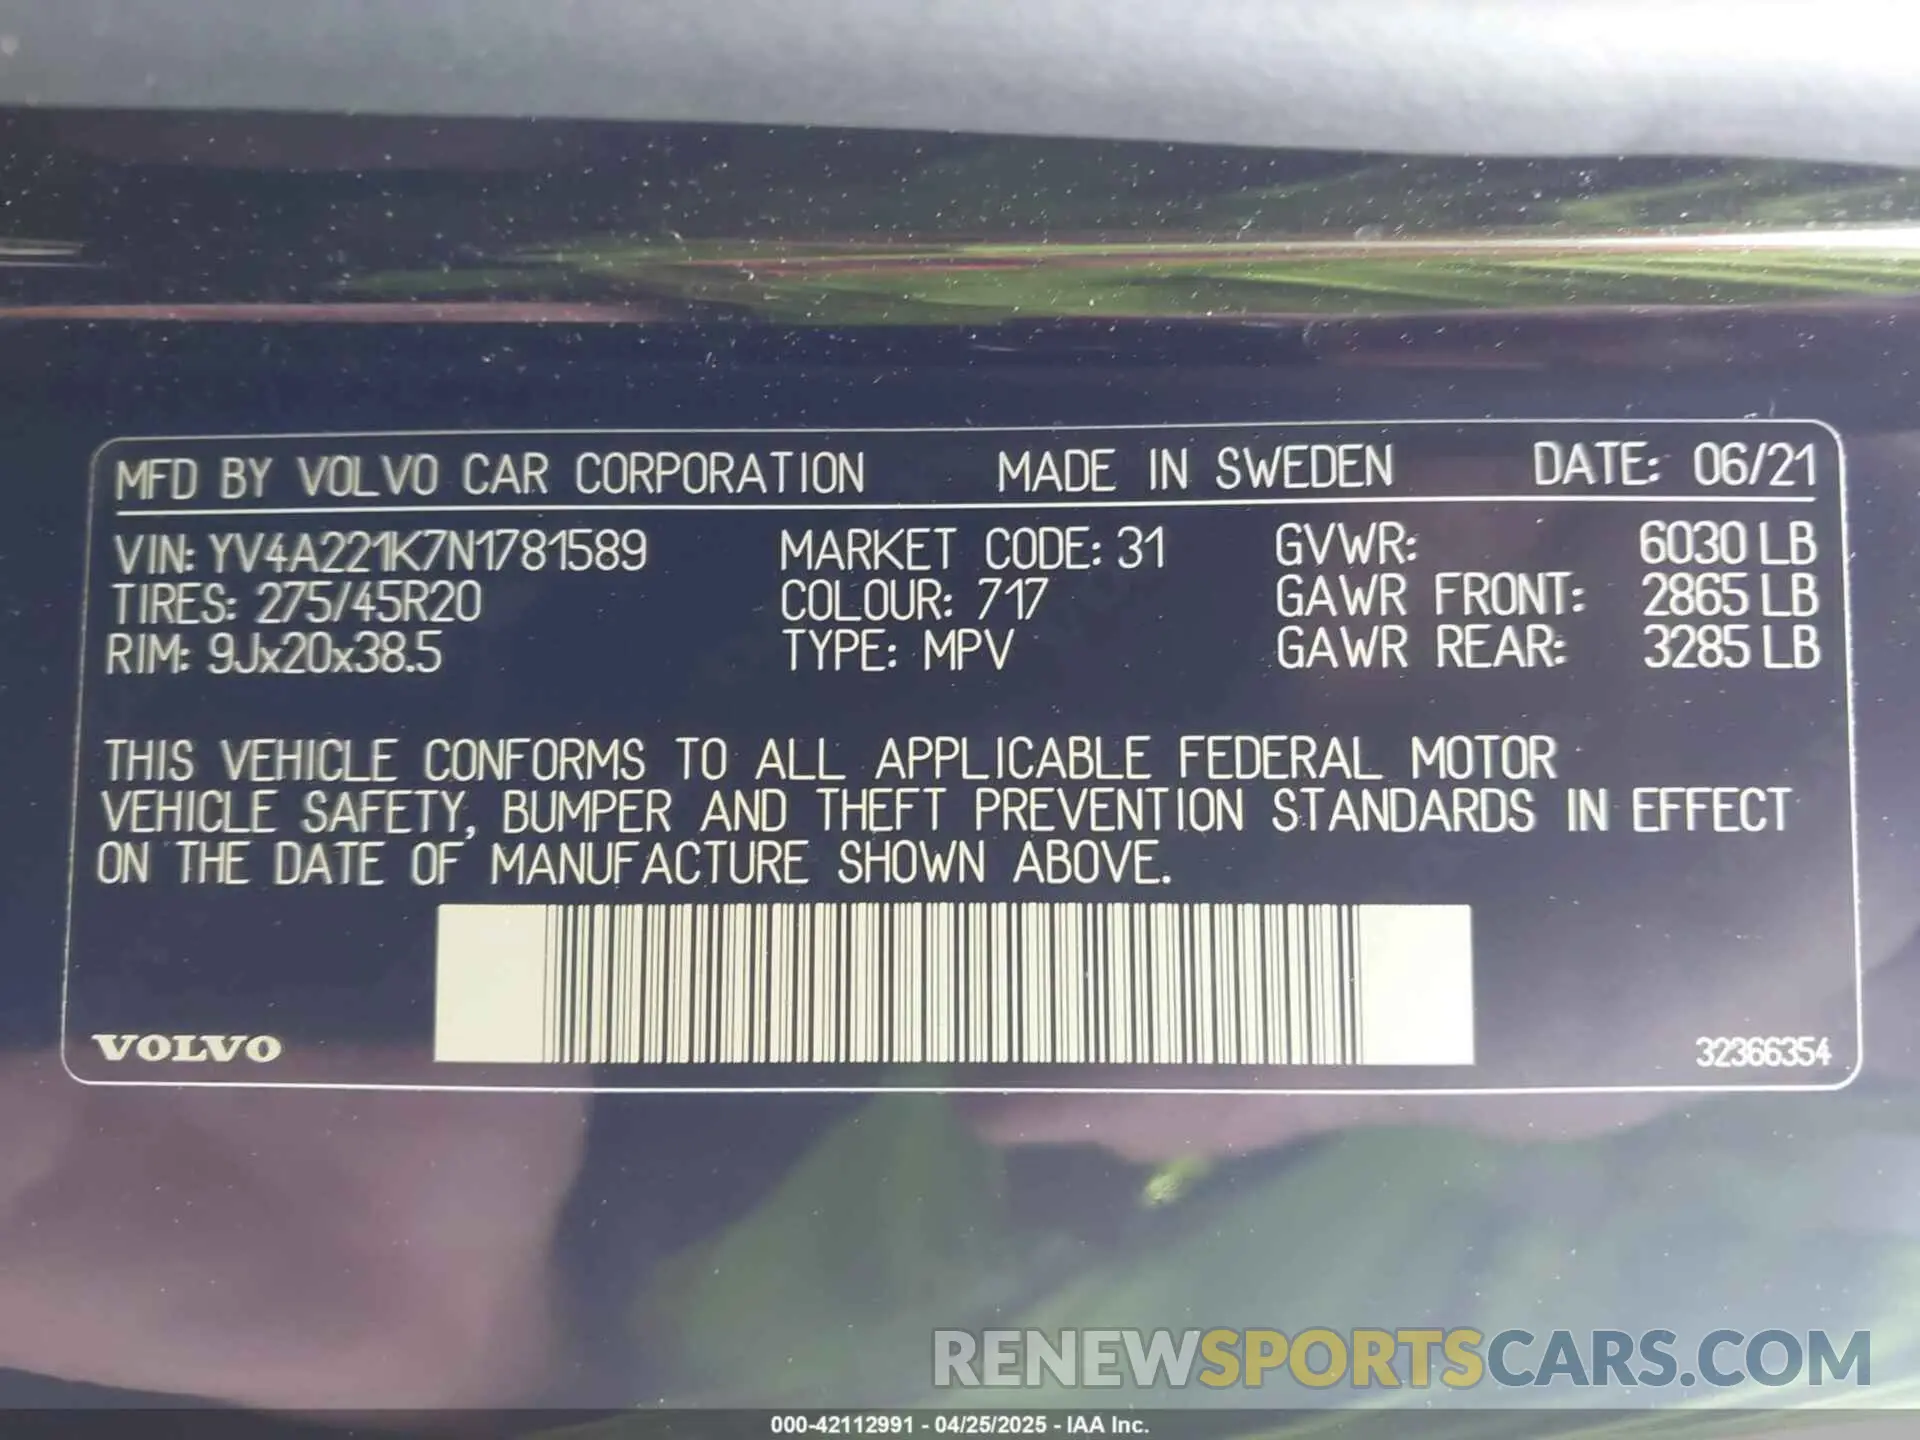 MFD BY VOLVO CAR CORPORATION MADE IN SWEDEN DATE: 06/21
VIN: YV4A221K7N1781589 MARKET CODE: 31 GVWR: 6030 LB
TIRES: 275/45R20 COLOUR: 717 GAWR FRONT: 2865 LB
RIM: 9Jx20x38.5 TYPE: MPV GAWR REAR: 3285 LB
THIS VEHICLE CONFORMS TO ALL APPLICABLE FEDERAL MOTOR
VEHICLE SAFETY, BUMPER AND THEFT PREVENTION STANDARDS IN EFFECT
ON THE DATE OF MANUFACTURE SHOWN ABOVE.
VOLVO 32366354
RENEWSPORTSCARS.COM
000-42112991 - 04/25/2025 - IAA Inc.